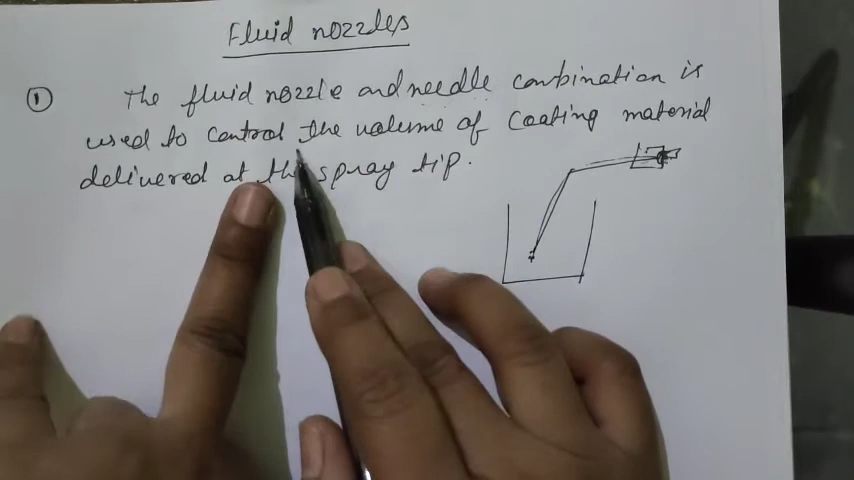 Fluid nozzles
① The fluid nozzle and needle combination is
used to control the volume of coating material
delivered at the spray tip.